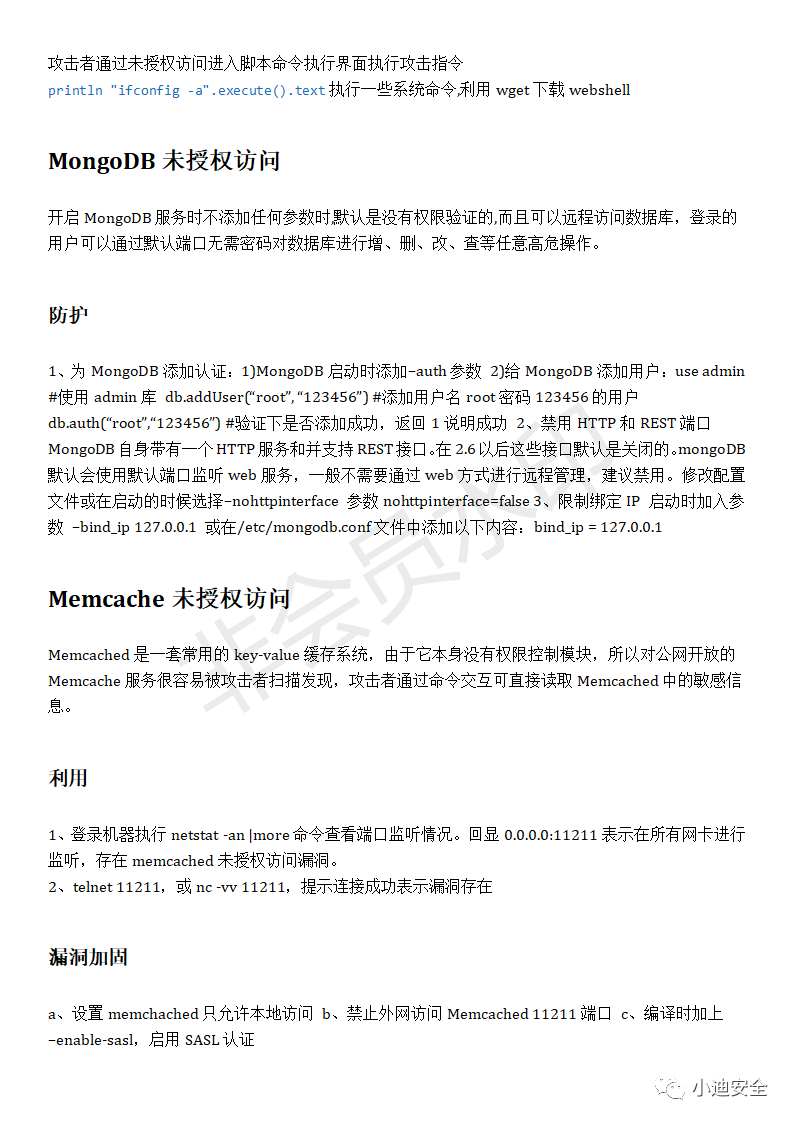 攻击者通过未授权访问进入脚本命令执行界面执行攻击指令
println "ifconfig -a".execute().text 执行一些系统命令,利用 wget 下载 webshell
MongoDB 未授权访问
开启 MongoDB 服务时不添加任何参数时,默认是没有权限验证的,而且可以远程访问数据库，登录的
用户可以通过默认端口无需密码对数据库进行增、删、改、查等任意高危操作。
防护
1、为 MongoDB 添加认证：1)MongoDB 启动时添加–auth 参数 2)给 MongoDB 添加用户：use admin
#使用 admin 库 db.addUser(“root”, “123456”) #添加用户名 root 密码 123456 的用户
db.auth(“root”,“123456”) #验证下是否添加成功，返回 1 说明成功 2、禁用 HTTP 和 REST 端口
MongoDB 自身带有一个 HTTP 服务和并支持 REST 接口。在 2.6 以后这些接口默认是关闭的。mongoDB
默认会使用默认端口监听 web 服务，一般不需要通过 web 方式进行远程管理，建议禁用。修改配置
文件或在启动的时候选择–nohttpinterface 参数 nohttpinterface=false 3、限制绑定 IP 启动时加入参
数 –bind_ip 127.0.0.1 或在/etc/mongodb.conf 文件中添加以下内容：bind_ip = 127.0.0.1
Memcache 未授权访问
Memcached 是一套常用的 key-value 缓存系统，由于它本身没有权限控制模块，所以对公网开放的
Memcache 服务很容易被攻击者扫描发现，攻击者通过命令交互可直接读取 Memcached 中的敏感信
息。
利用
1、登录机器执行 netstat -an |more 命令查看端口监听情况。回显 0.0.0.0:11211 表示在所有网卡进行
监听，存在 memcached 未授权访问漏洞。
2、telnet 11211，或 nc -vv 11211，提示连接成功表示漏洞存在
漏洞加固
a、设置 memchached 只允许本地访问 b、禁止外网访问 Memcached 11211 端口 c、编译时加上
–enable-sasl，启用 SASL 认证
非会员水印
小迪安全